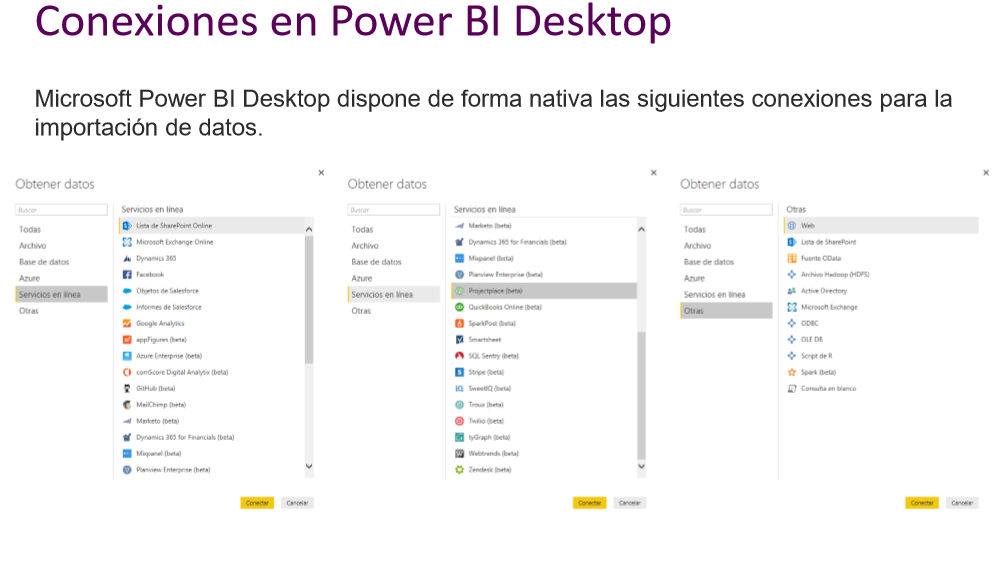 Conexiones en Power BI Desktop
Microsoft Power BI Desktop dispone de forma nativa las siguientes conexiones para la
importación de datos.
Obtener datos
Buscar
Todas
Archivo
Base de datos
Azure
Servicios en línea
Otras
Servicios en línea
Lista de SharePoint Online
Microsoft Exchange Online
Dynamics 365
Facebook
Objetos de Salesforce
Informes de Salesforce
Google Analytics
appFigures (beta)
Azure Enterprise (beta)
comScore Digital Analytix (beta)
GitHub (beta)
MailChimp (beta)
Marketo (beta)
Dynamics 365 for Financials (beta)
Mixpanel (beta)
Planview Enterprise (beta)
Conectar
Cancelar
Obtener datos
Buscar
Todas
Archivo
Base de datos
Azure
Servicios en línea
Otras
Servicios en línea
Marketo (beta)
Dynamics 365 for Financials (beta)
Mixpanel (beta)
Planview Enterprise (beta)
Projectplace (beta)
QuickBooks Online (beta)
SparkPost (beta)
Smartsheet
SQL Sentry (beta)
Stripe (beta)
SweetIQ (beta)
Troux (beta)
Twilio (beta)
tyGraph (beta)
Webtrends (beta)
Zendesk (beta)
Conectar
Cancelar
Obtener datos
Buscar
Todas
Archivo
Base de datos
Azure
Servicios en línea
Otras
Otras
Web
Lista de SharePoint
Fuente OData
Archivo Hadoop (HDFS)
Active Directory
Microsoft Exchange
ODBC
OLE DB
Script de R
Spark (beta)
Consulta en blanco
Conectar
Cancelar